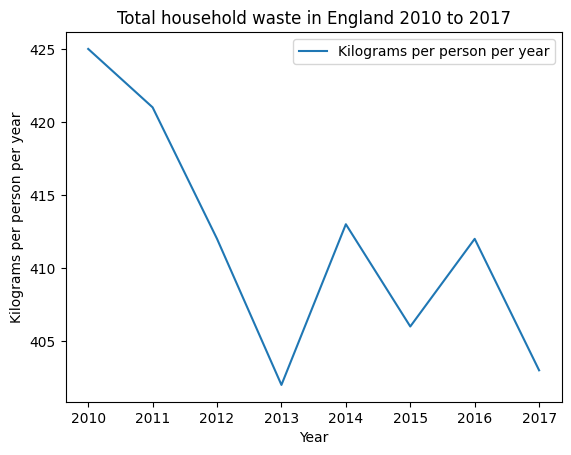 Total household waste in England 2010 to 2017
Kilograms per person per year
Kilograms per person per year
425
420
415
410
405
2010 2011 2012 2013 2014 2015 2016 2017
Year